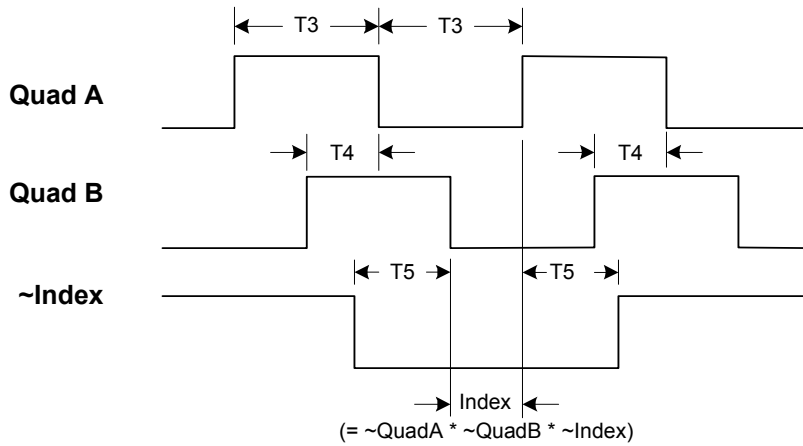 T3 T3
Quad A
T4 T4
Quad B
T5 T5
~Index
Index
(= ~QuadA * ~QuadB * ~Index)